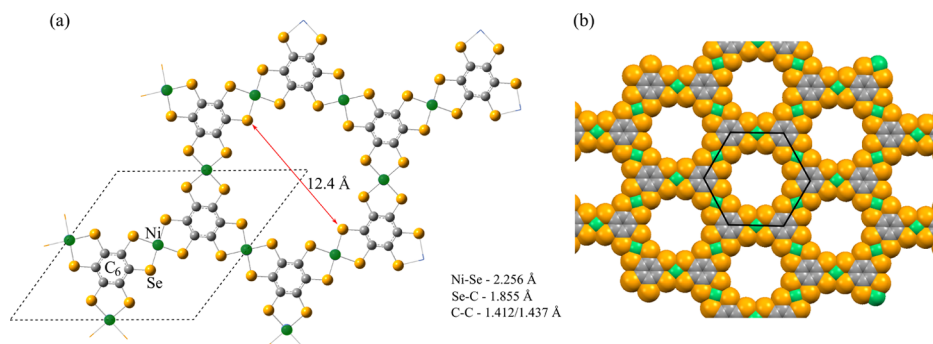 (a)
(b)
12.4 Å
Ni
C6
Se
Ni-Se - 2.256 Å
Se-C - 1.855 Å
C-C - 1.412/1.437 Å